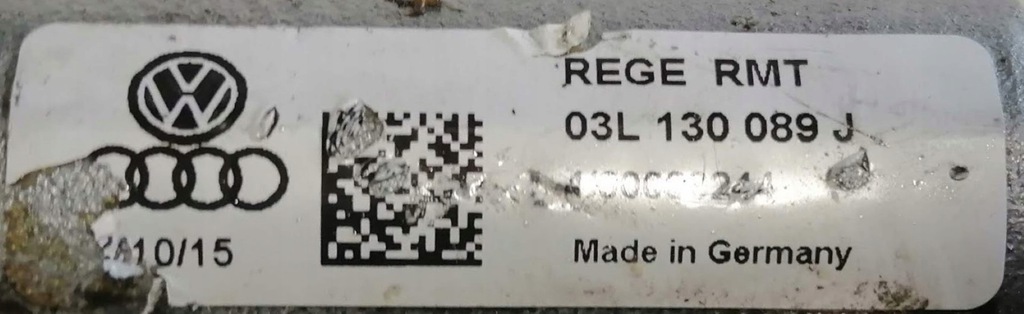 REGE RMT
03L 130 089 J
10/15
Made in Germany